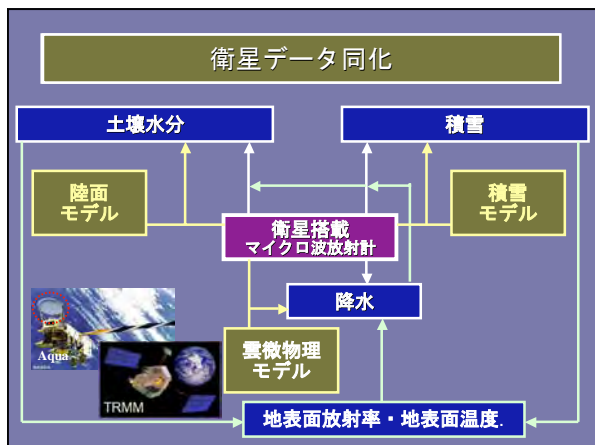 衛星データ同化
土壌水分
積雪
陸面
モデル
積雪
モデル
衛星搭載
マイクロ波放射計
降水
Aqua
雲微物理
モデル
TRMM
地表面放射率・地表面温度.